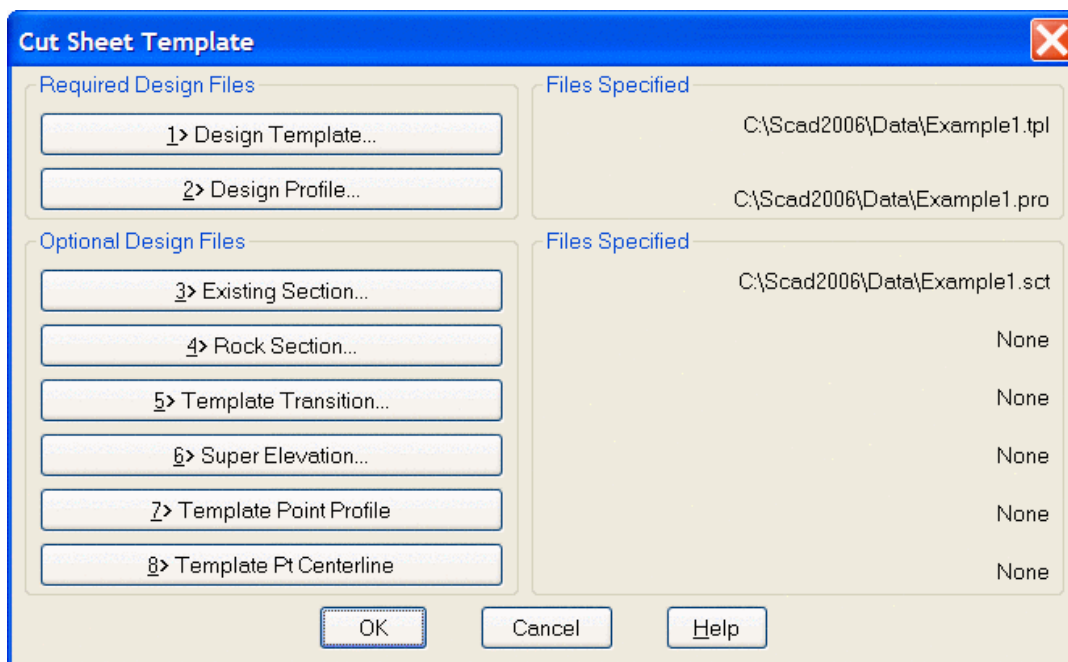 Cut Sheet Template
Required Design Files
Files Specified
1> Design Template...
C:\Scad2006\Data\Example1.tpl
2> Design Profile...
C:\Scad2006\Data\Example1.pro
Optional Design Files
Files Specified
3> Existing Section...
C:\Scad2006\Data\Example1.sct
4> Rock Section...
None
5> Template Transition...
None
6> Super Elevation...
None
7> Template Point Profile
None
8> Template Pt Centerline
None
OK
Cancel
Help